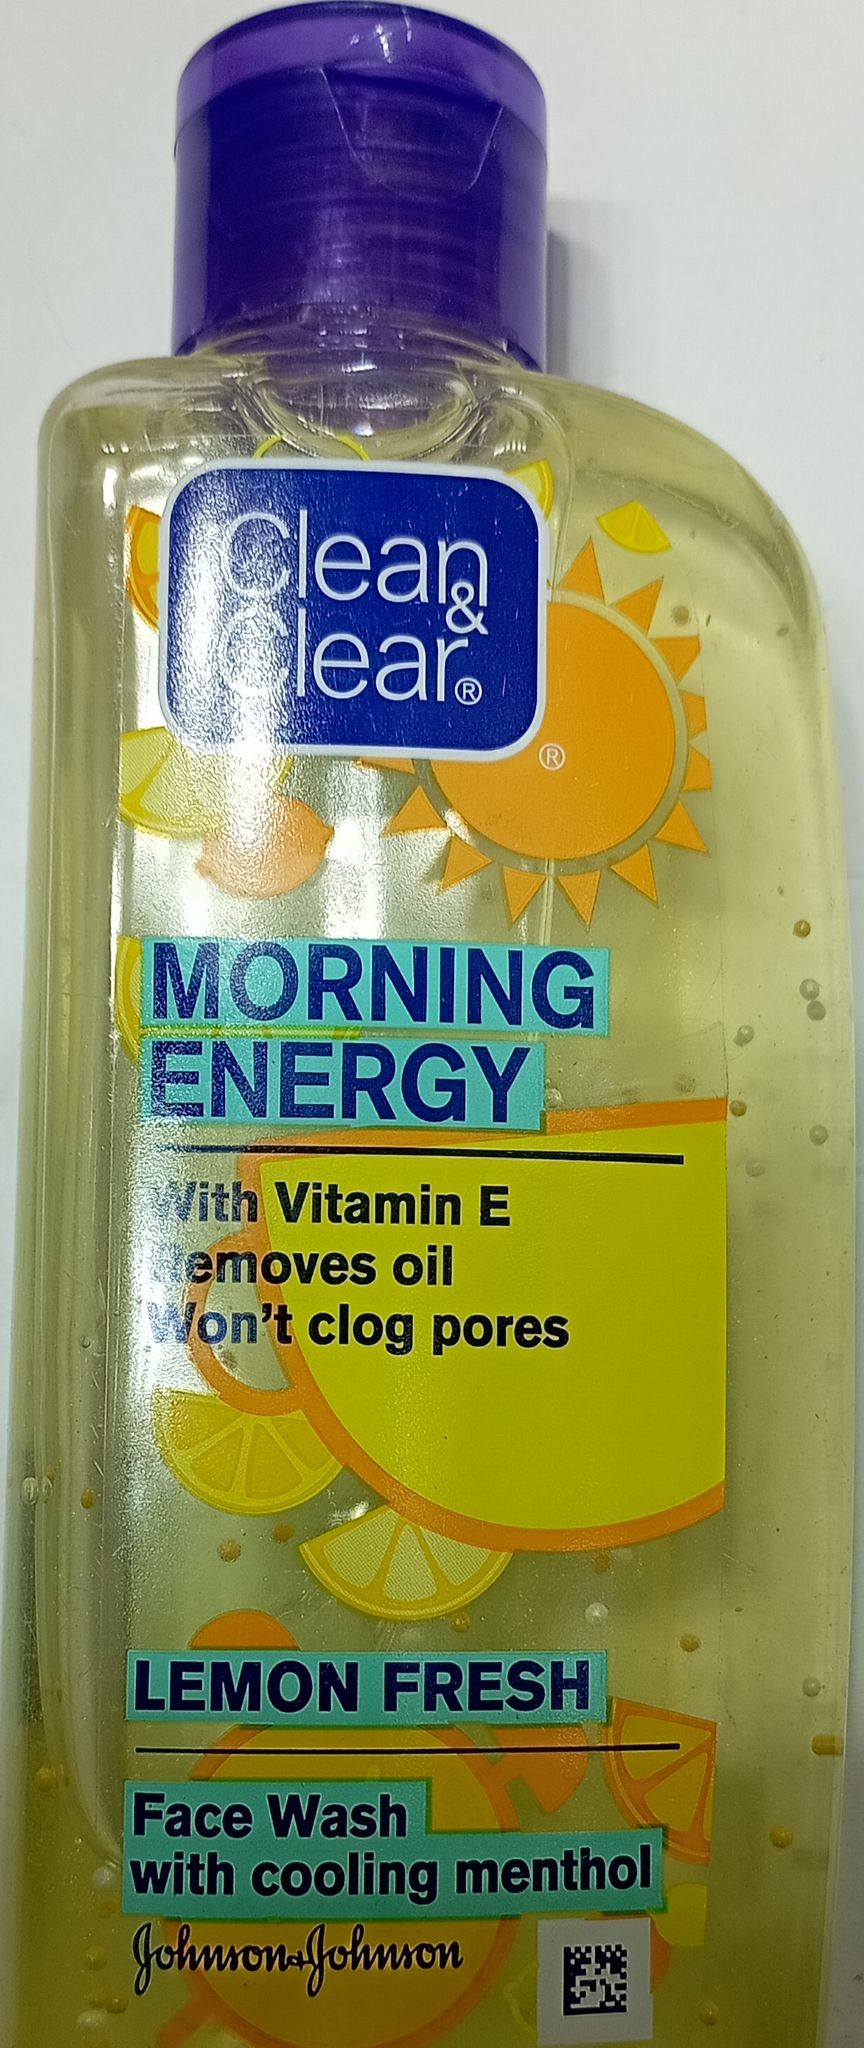 Clean
&
Clear®
®
MORNING
ENERGY
With Vitamin E
Removes oil
Won't clog pores
LEMON FRESH
Face Wash
with cooling menthol
Johnson&Johnson